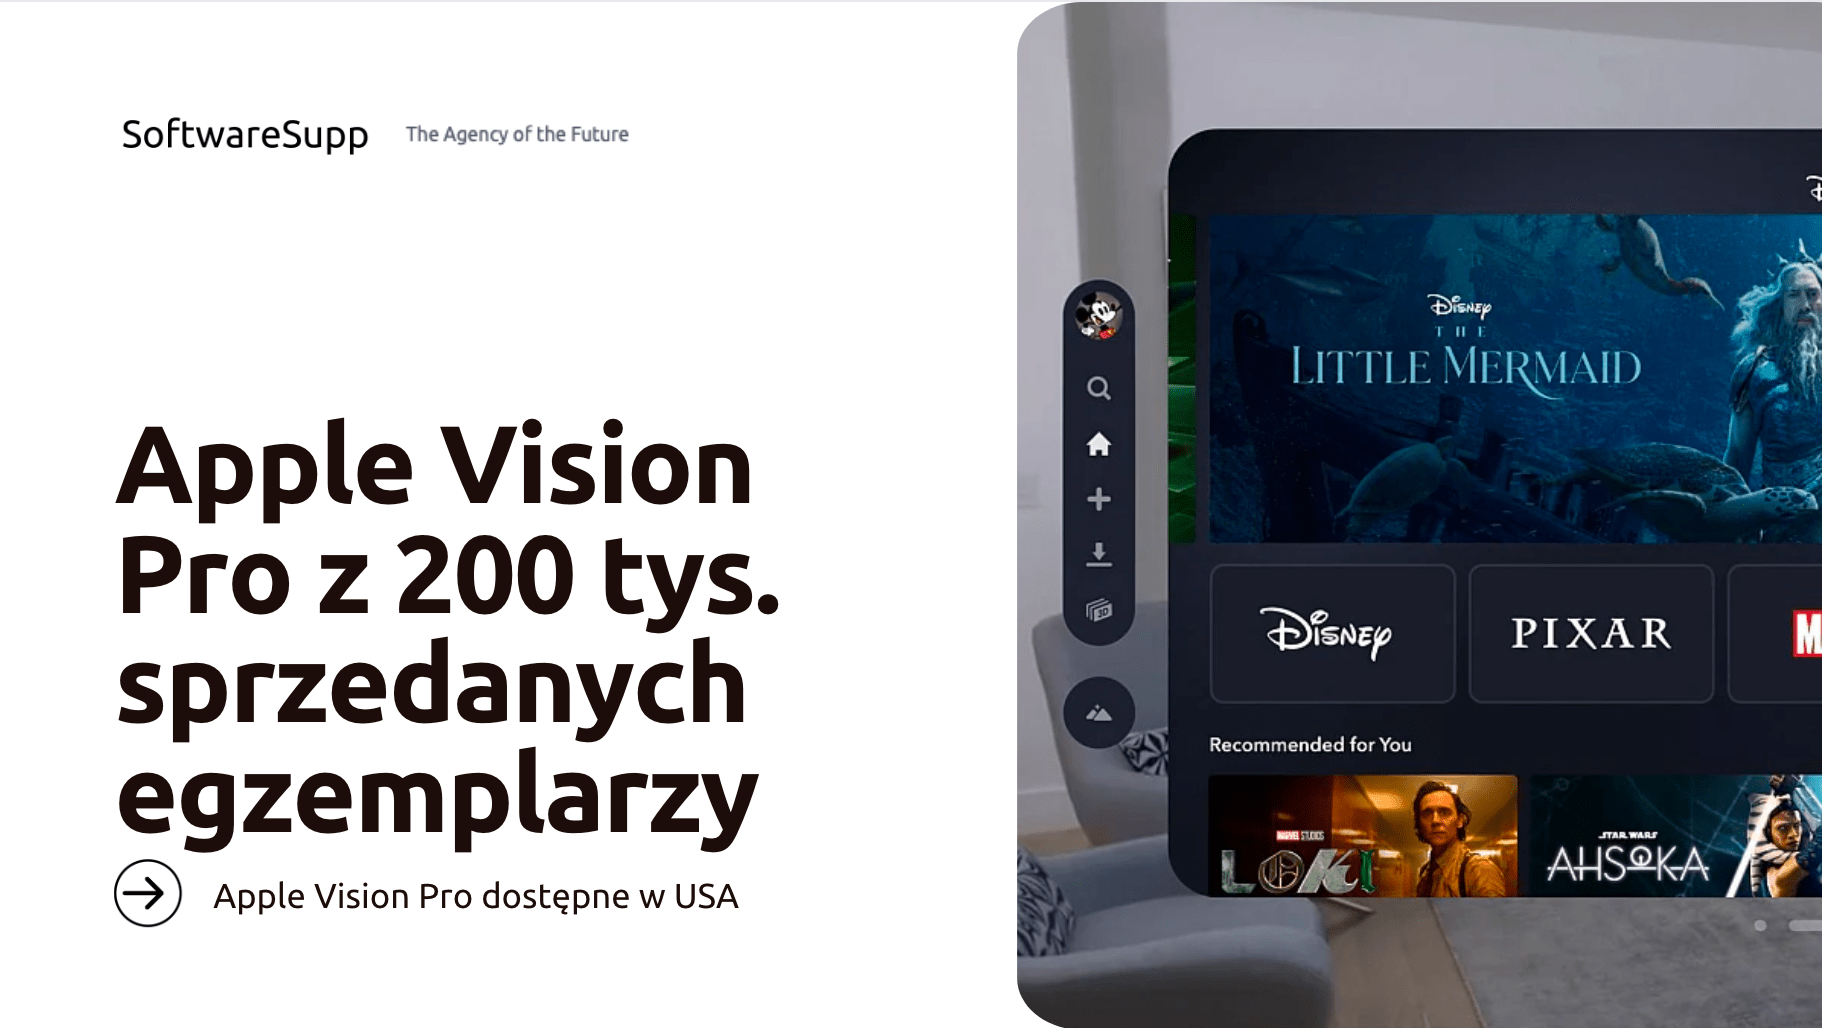 SoftwareSupp
The Agency of the Future
Apple Vision
Pro z 200 tys.
sprzedanych
egzemplarzy
Apple Vision Pro dostępne w USA
Disney
THE
LITTLE MERMAID
3D
Disney
PIXAR
Recommended for You
MARVEL STUDIOS
LOKI
STAR WARS
AHSOKA